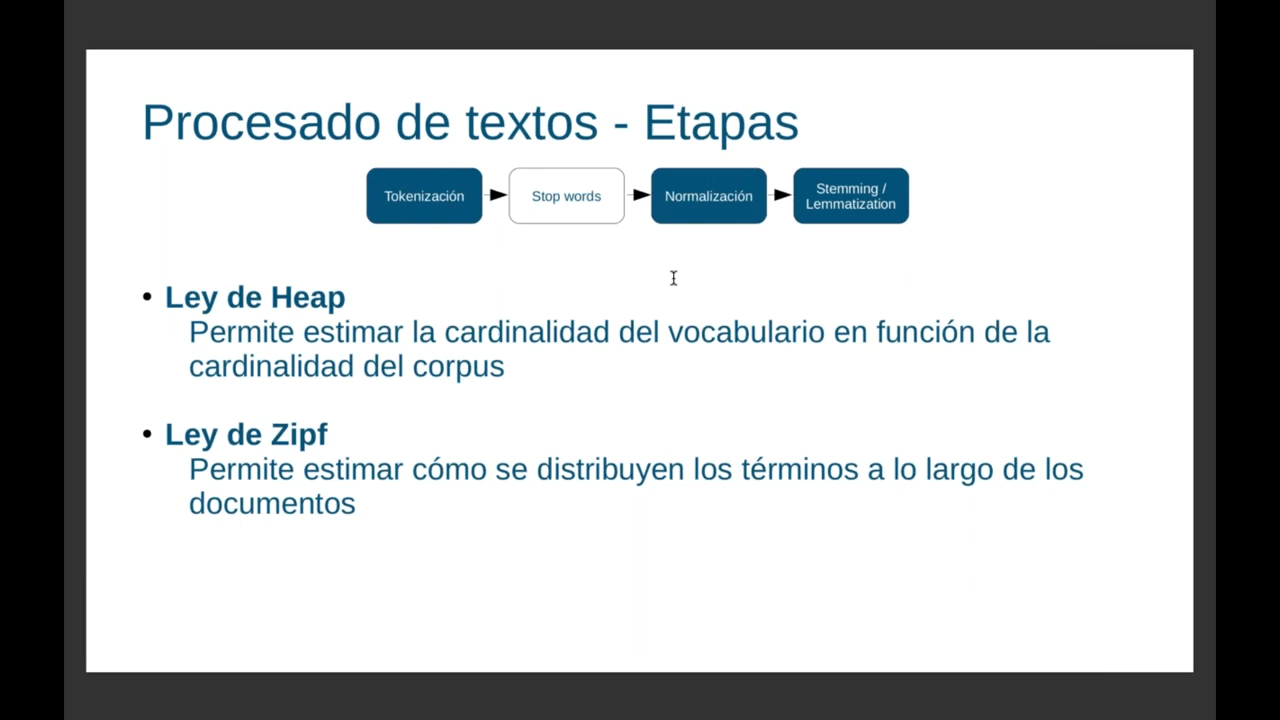 Procesado de textos - Etapas
Tokenización
Stop words
Normalización
Stemming /
Lemmatization
• Ley de Heap
Permite estimar la cardinalidad del vocabulario en función de la
cardinalidad del corpus
• Ley de Zipf
Permite estimar cómo se distribuyen los términos a lo largo de los
documentos